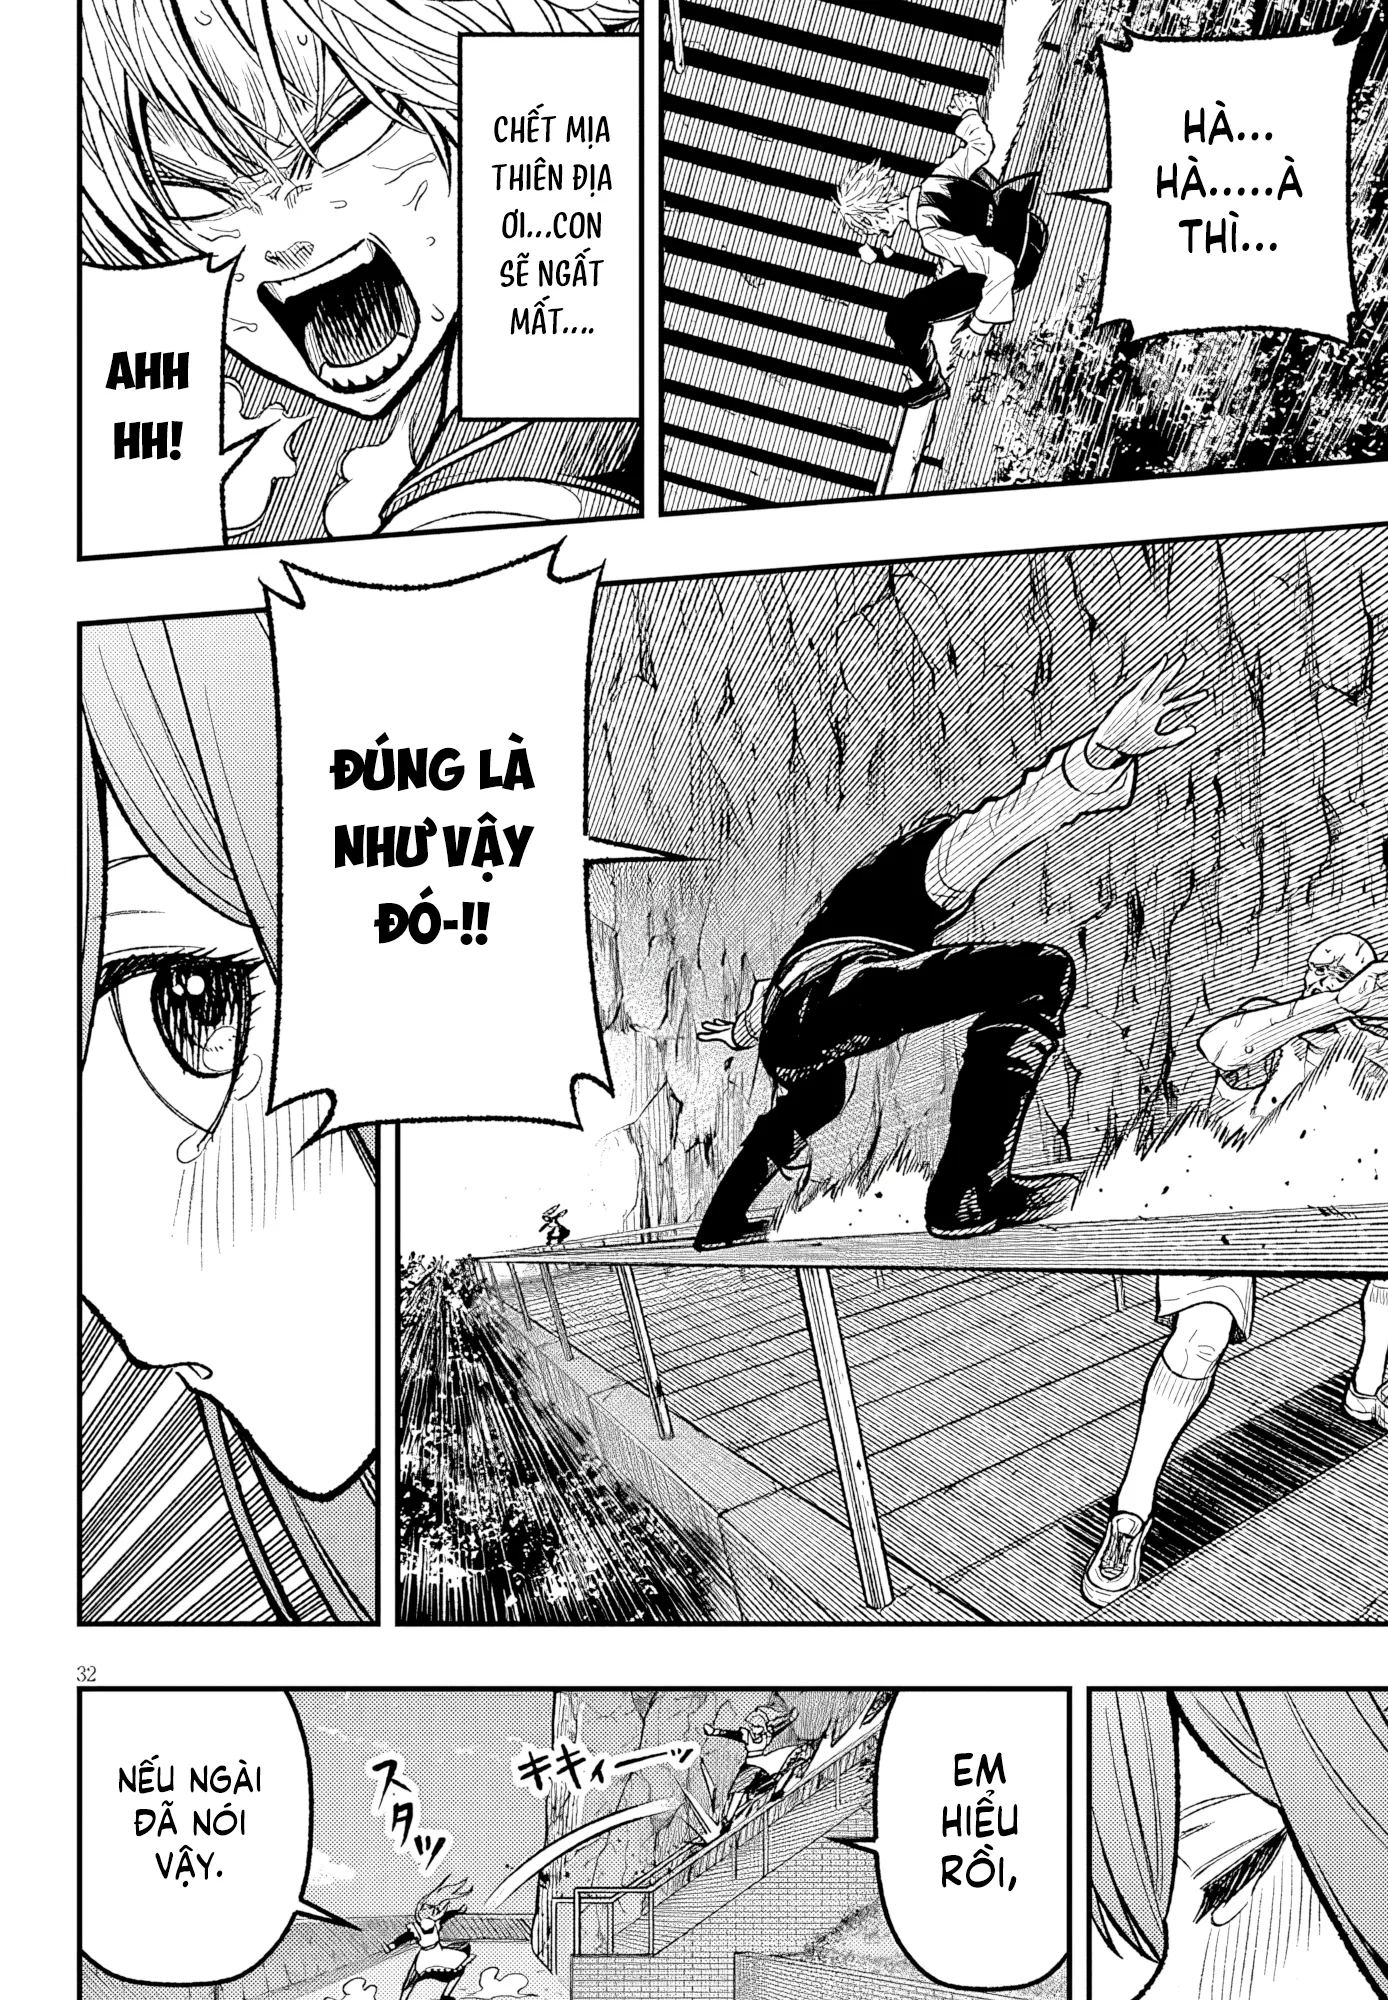 HÀ...
HÀ.....À
THÌ...
CHẾT MỊA
THIÊN ĐỊA
ƠI...CON
SẼ NGẤT
MẤT....
AHH
HH!
ĐÚNG LÀ
NHƯ VẬY
ĐÓ-!!
32
EM
HIỂU
RỒI,
キキィーッ
スタッ
NẾU NGÀI
ĐÃ NÓI
VẬY.